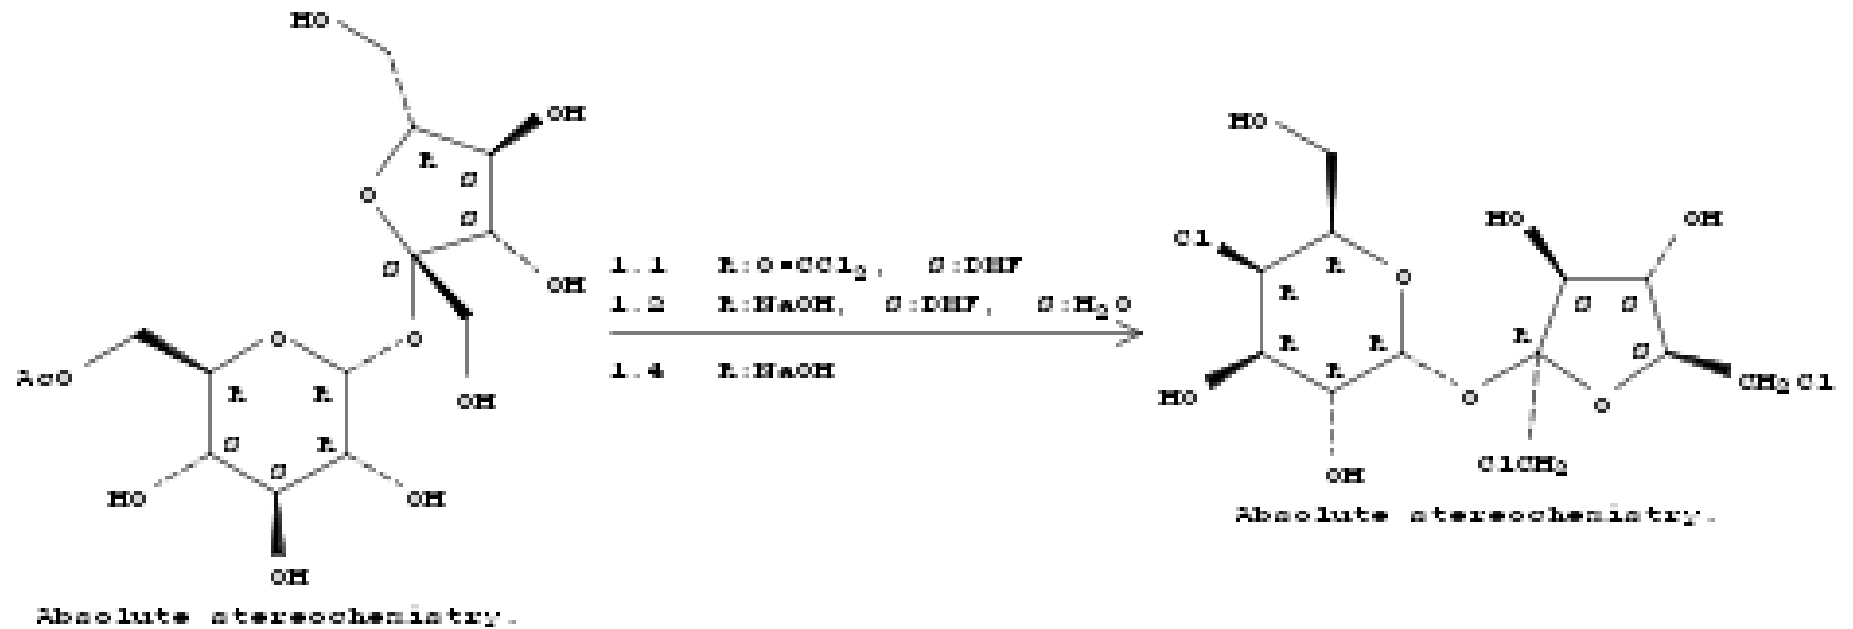 HO
OH
R
S
O
S
S
OH
O
OH
AcO
O
R
R
S
R
S
HO
OH
OH
Absolute stereochemistry.
1.1 R:O=CCl2, S:DMF
1.2 R:NaOH, S:DMF, S:H2O
1.4 R:NaOH
HO
Cl
R
O
R
R
R
R
HO
OH
O
HO
OH
S
S
R
S
O
CH2Cl
ClCH2
Absolute stereochemistry.